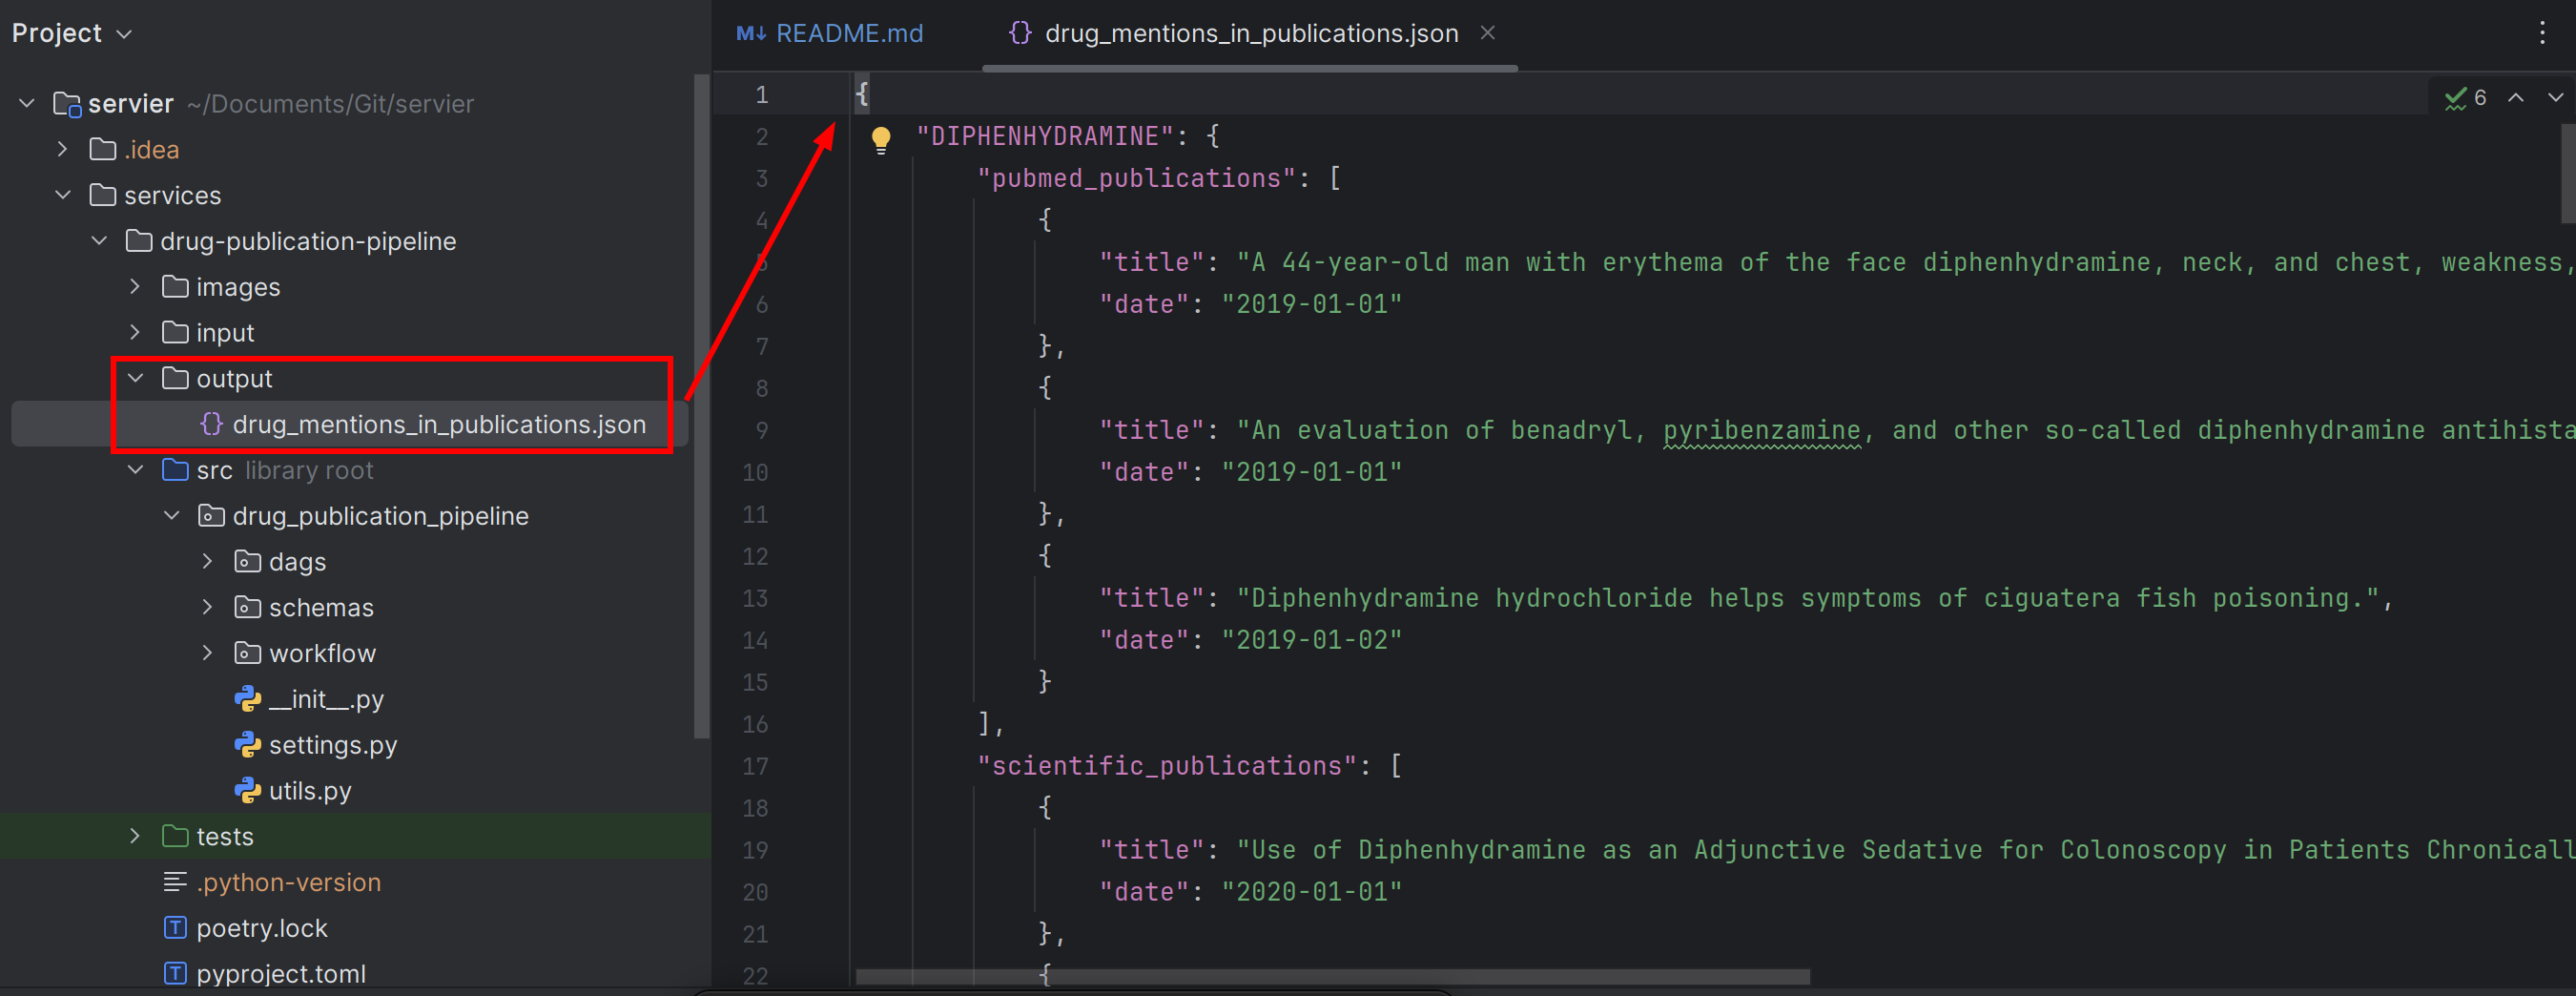 Project
servier ~/Documents/Git/servier
.idea
services
drug-publication-pipeline
images
input
output
drug_mentions_in_publications.json
src library root
drug_publication_pipeline
dags
schemas
workflow
__init__.py
settings.py
utils.py
tests
.python-version
poetry.lock
pyproject.toml
M↓ README.md
{} drug_mentions_in_publications.json
6
1 {
2 "DIPHENHYDRAMINE": {
3 "pubmed_publications": [
4 {
5 "title": "A 44-year-old man with erythema of the face diphenhydramine, neck, and chest, weakness,
6 "date": "2019-01-01"
7 },
8 {
9 "title": "An evaluation of benadryl, pyribenzamine, and other so-called diphenhydramine antihista
10 "date": "2019-01-01"
11 },
12 {
13 "title": "Diphenhydramine hydrochloride helps symptoms of ciguatera fish poisoning.",
14 "date": "2019-01-02"
15 }
16 ],
17 "scientific_publications": [
18 {
19 "title": "Use of Diphenhydramine as an Adjunctive Sedative for Colonoscopy in Patients Chronicall
20 "date": "2020-01-01"
21 },
22 {